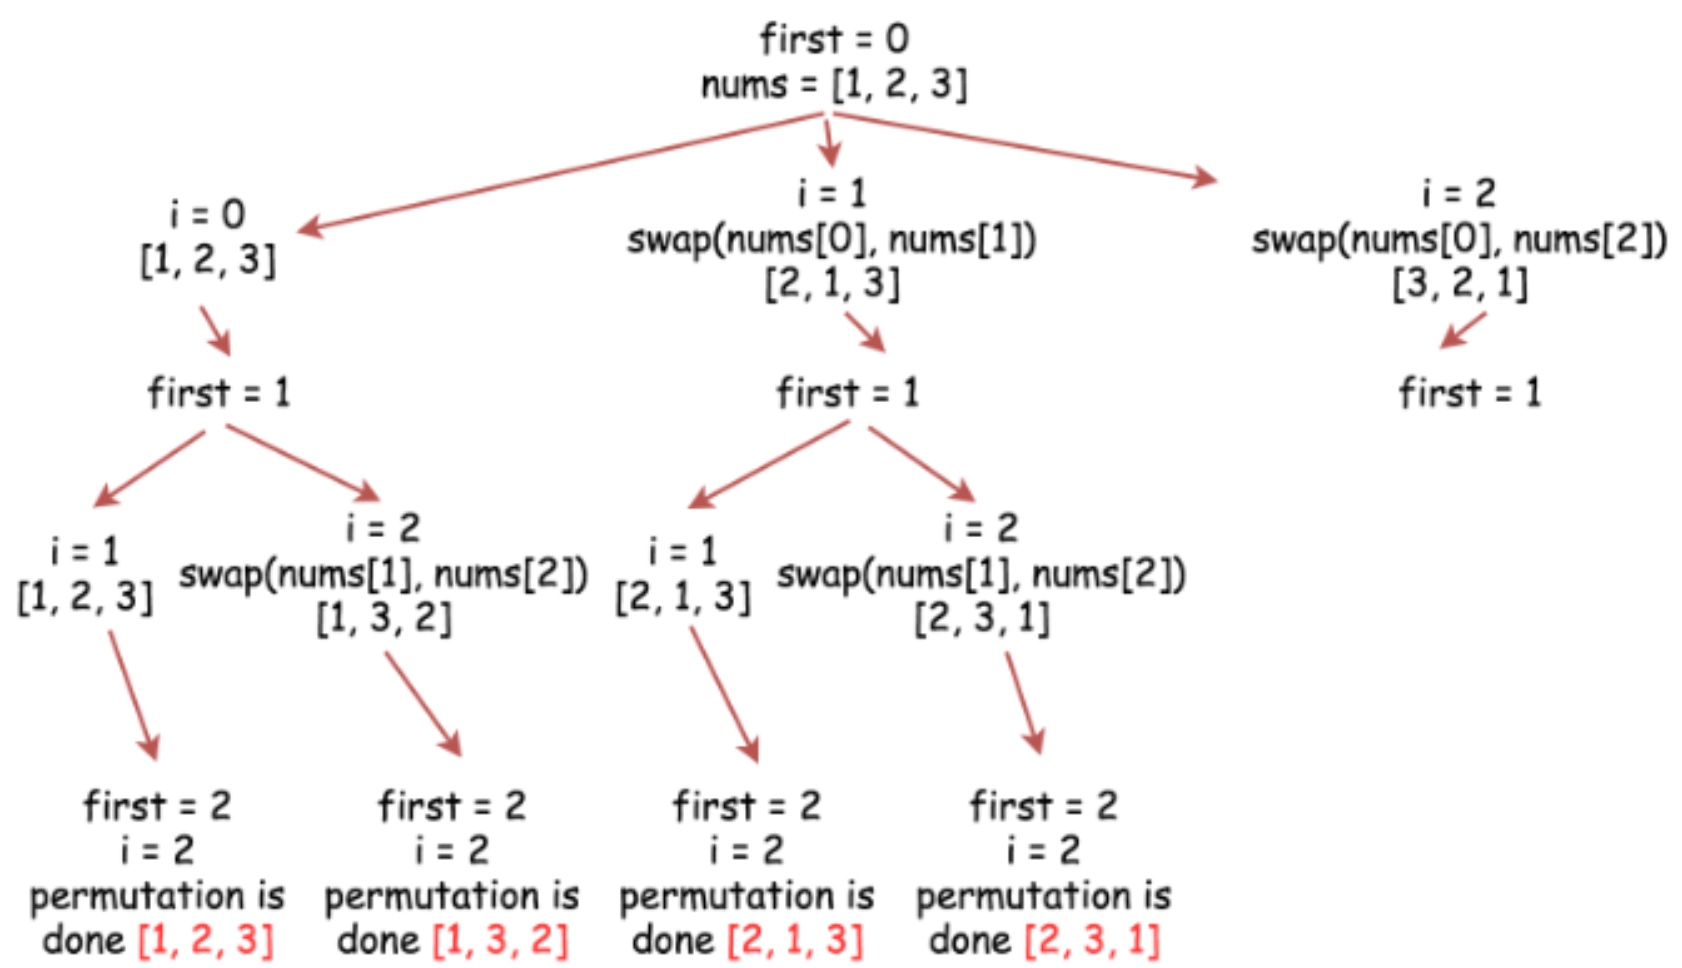 first = 0
nums = [1, 2, 3]
i = 0
[1, 2, 3]
i = 1
swap(nums[0], nums[1])
[2, 1, 3]
i = 2
swap(nums[0], nums[2])
[3, 2, 1]
first = 1
first = 1
first = 1
i = 1
[1, 2, 3]
i = 2
swap(nums[1], nums[2])
[1, 3, 2]
i = 1
[2, 1, 3]
i = 2
swap(nums[1], nums[2])
[2, 3, 1]
first = 2
i = 2
permutation is
done [1, 2, 3]
first = 2
i = 2
permutation is
done [1, 3, 2]
first = 2
i = 2
permutation is
done [2, 1, 3]
first = 2
i = 2
permutation is
done [2, 3, 1]